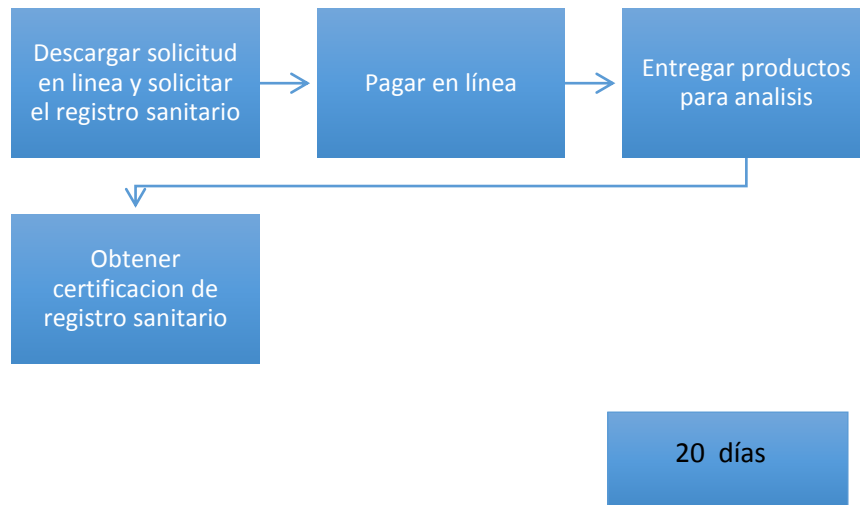 Descargar solicitud
en linea y solicitar
el registro sanitario
Pagar en línea
Entregar productos
para analisis
Obtener
certificacion de
registro sanitario
20 días